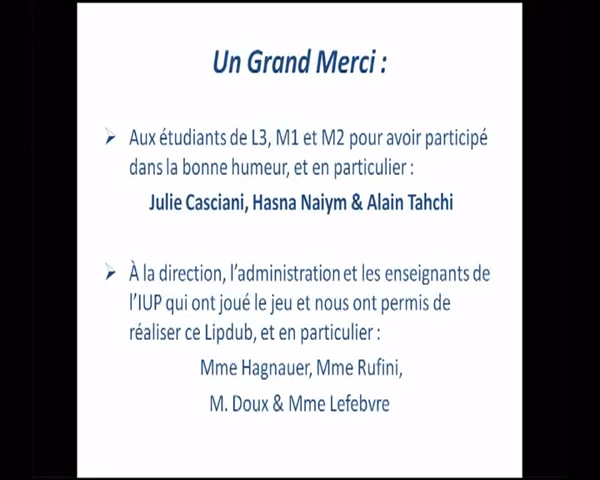 Un Grand Merci :
➢ Aux étudiants de L3, M1 et M2 pour avoir participé
dans la bonne humeur, et en particulier :
Julie Casciani, Hasna Naiym & Alain Tahchi
➢ À la direction, l’administration et les enseignants de
l’IUP qui ont joué le jeu et nous ont permis de
réaliser ce Lipdub, et en particulier :
Mme Hagnauer, Mme Rufini,
M. Doux & Mme Lefebvre